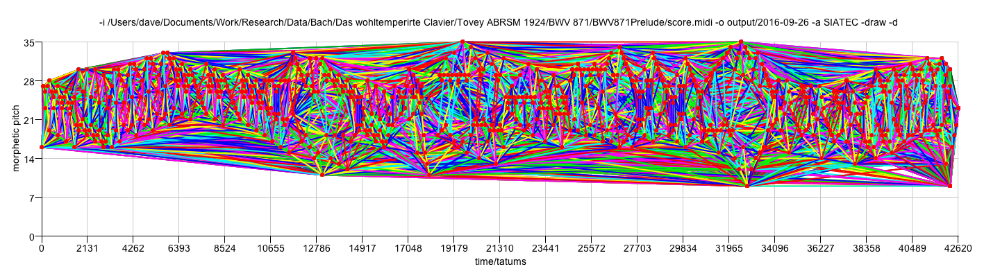 -i /Users/dave/Documents/Work/Research/Data/Bach/Das wohltemperirte Clavier/Tovey ABRSM 1924/BWV 871/BWV871Prelude/score.midi -o output/2016-09-26 -a SIATEC -draw -d
35
28
21
14
7
0
morphetic pitch
0 2131 4262 6393 8524 10655 12786 14917 17048 19179 21310 23441 25572 27703 29834 31965 34096 36227 38358 40489 42620
time/tatums